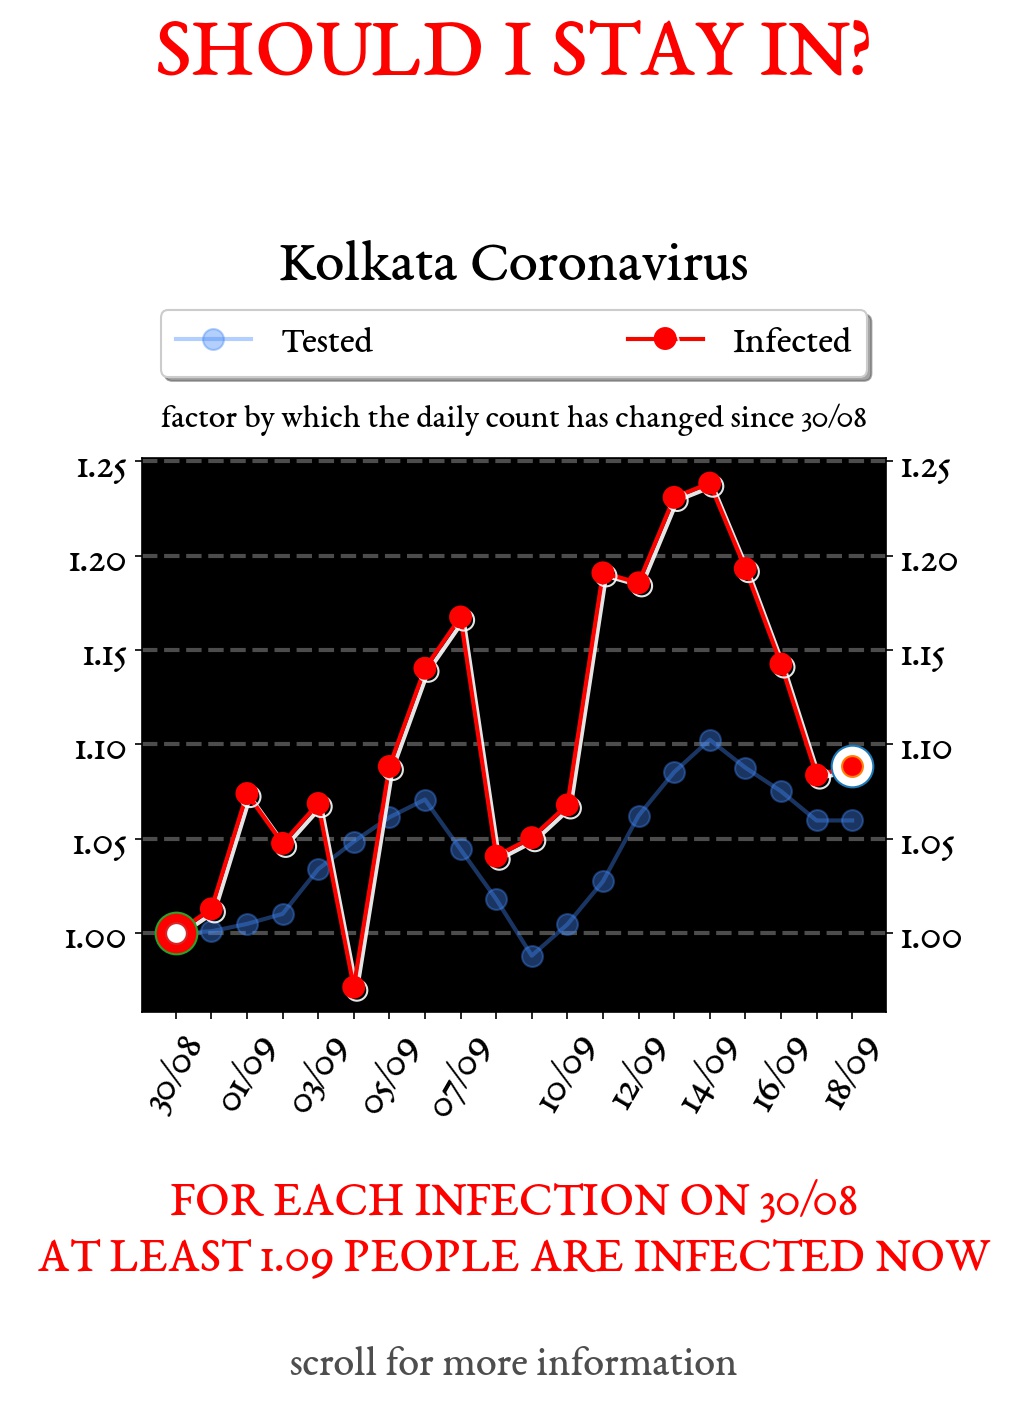 SHOULD I STAY IN?
Kolkata Coronavirus
Tested Infected
factor by which the daily count has changed since 30/08
1.25 1.25
1.20 1.20
1.15 1.15
1.10 1.10
1.05 1.05
1.00 1.00
30/08 01/09 03/09 05/09 07/09 10/09 12/09 14/09 16/09 18/09
FOR EACH INFECTION ON 30/08
AT LEAST 1.09 PEOPLE ARE INFECTED NOW
scroll for more information